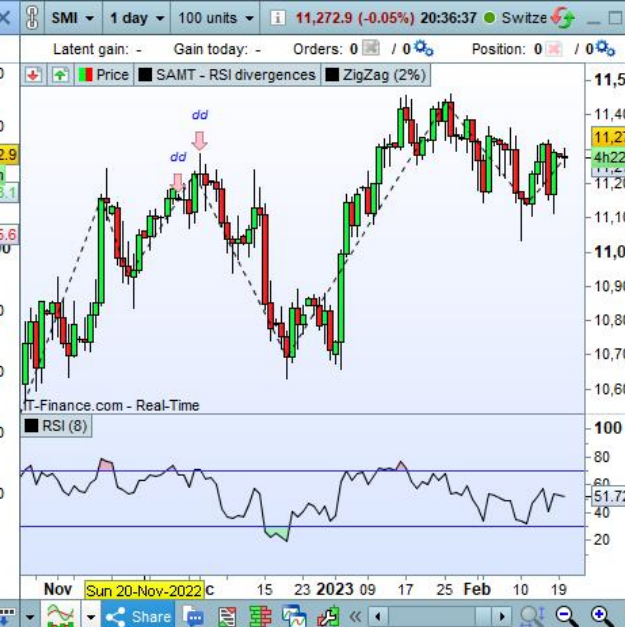 SMI 1 day 100 units i 11,272.9 (-0.05%) 20:36:37 Switze
Latent gain: - Gain today: - Orders: 0 / 0 Position: 0 / 0
Price SAMT - RSI divergences ZigZag (2%)
dd
dd
11,5
11,40
11,27
4h22
11,20
11,10
11,0
10,90
10,80
10,70
10,60
IT-Finance.com - Real-Time
RSI (8)
100
80
60
51.72
40
20
Nov Sun 20-Nov-2022 c 15 23 2023 09 17 25 Feb 10 19
Share